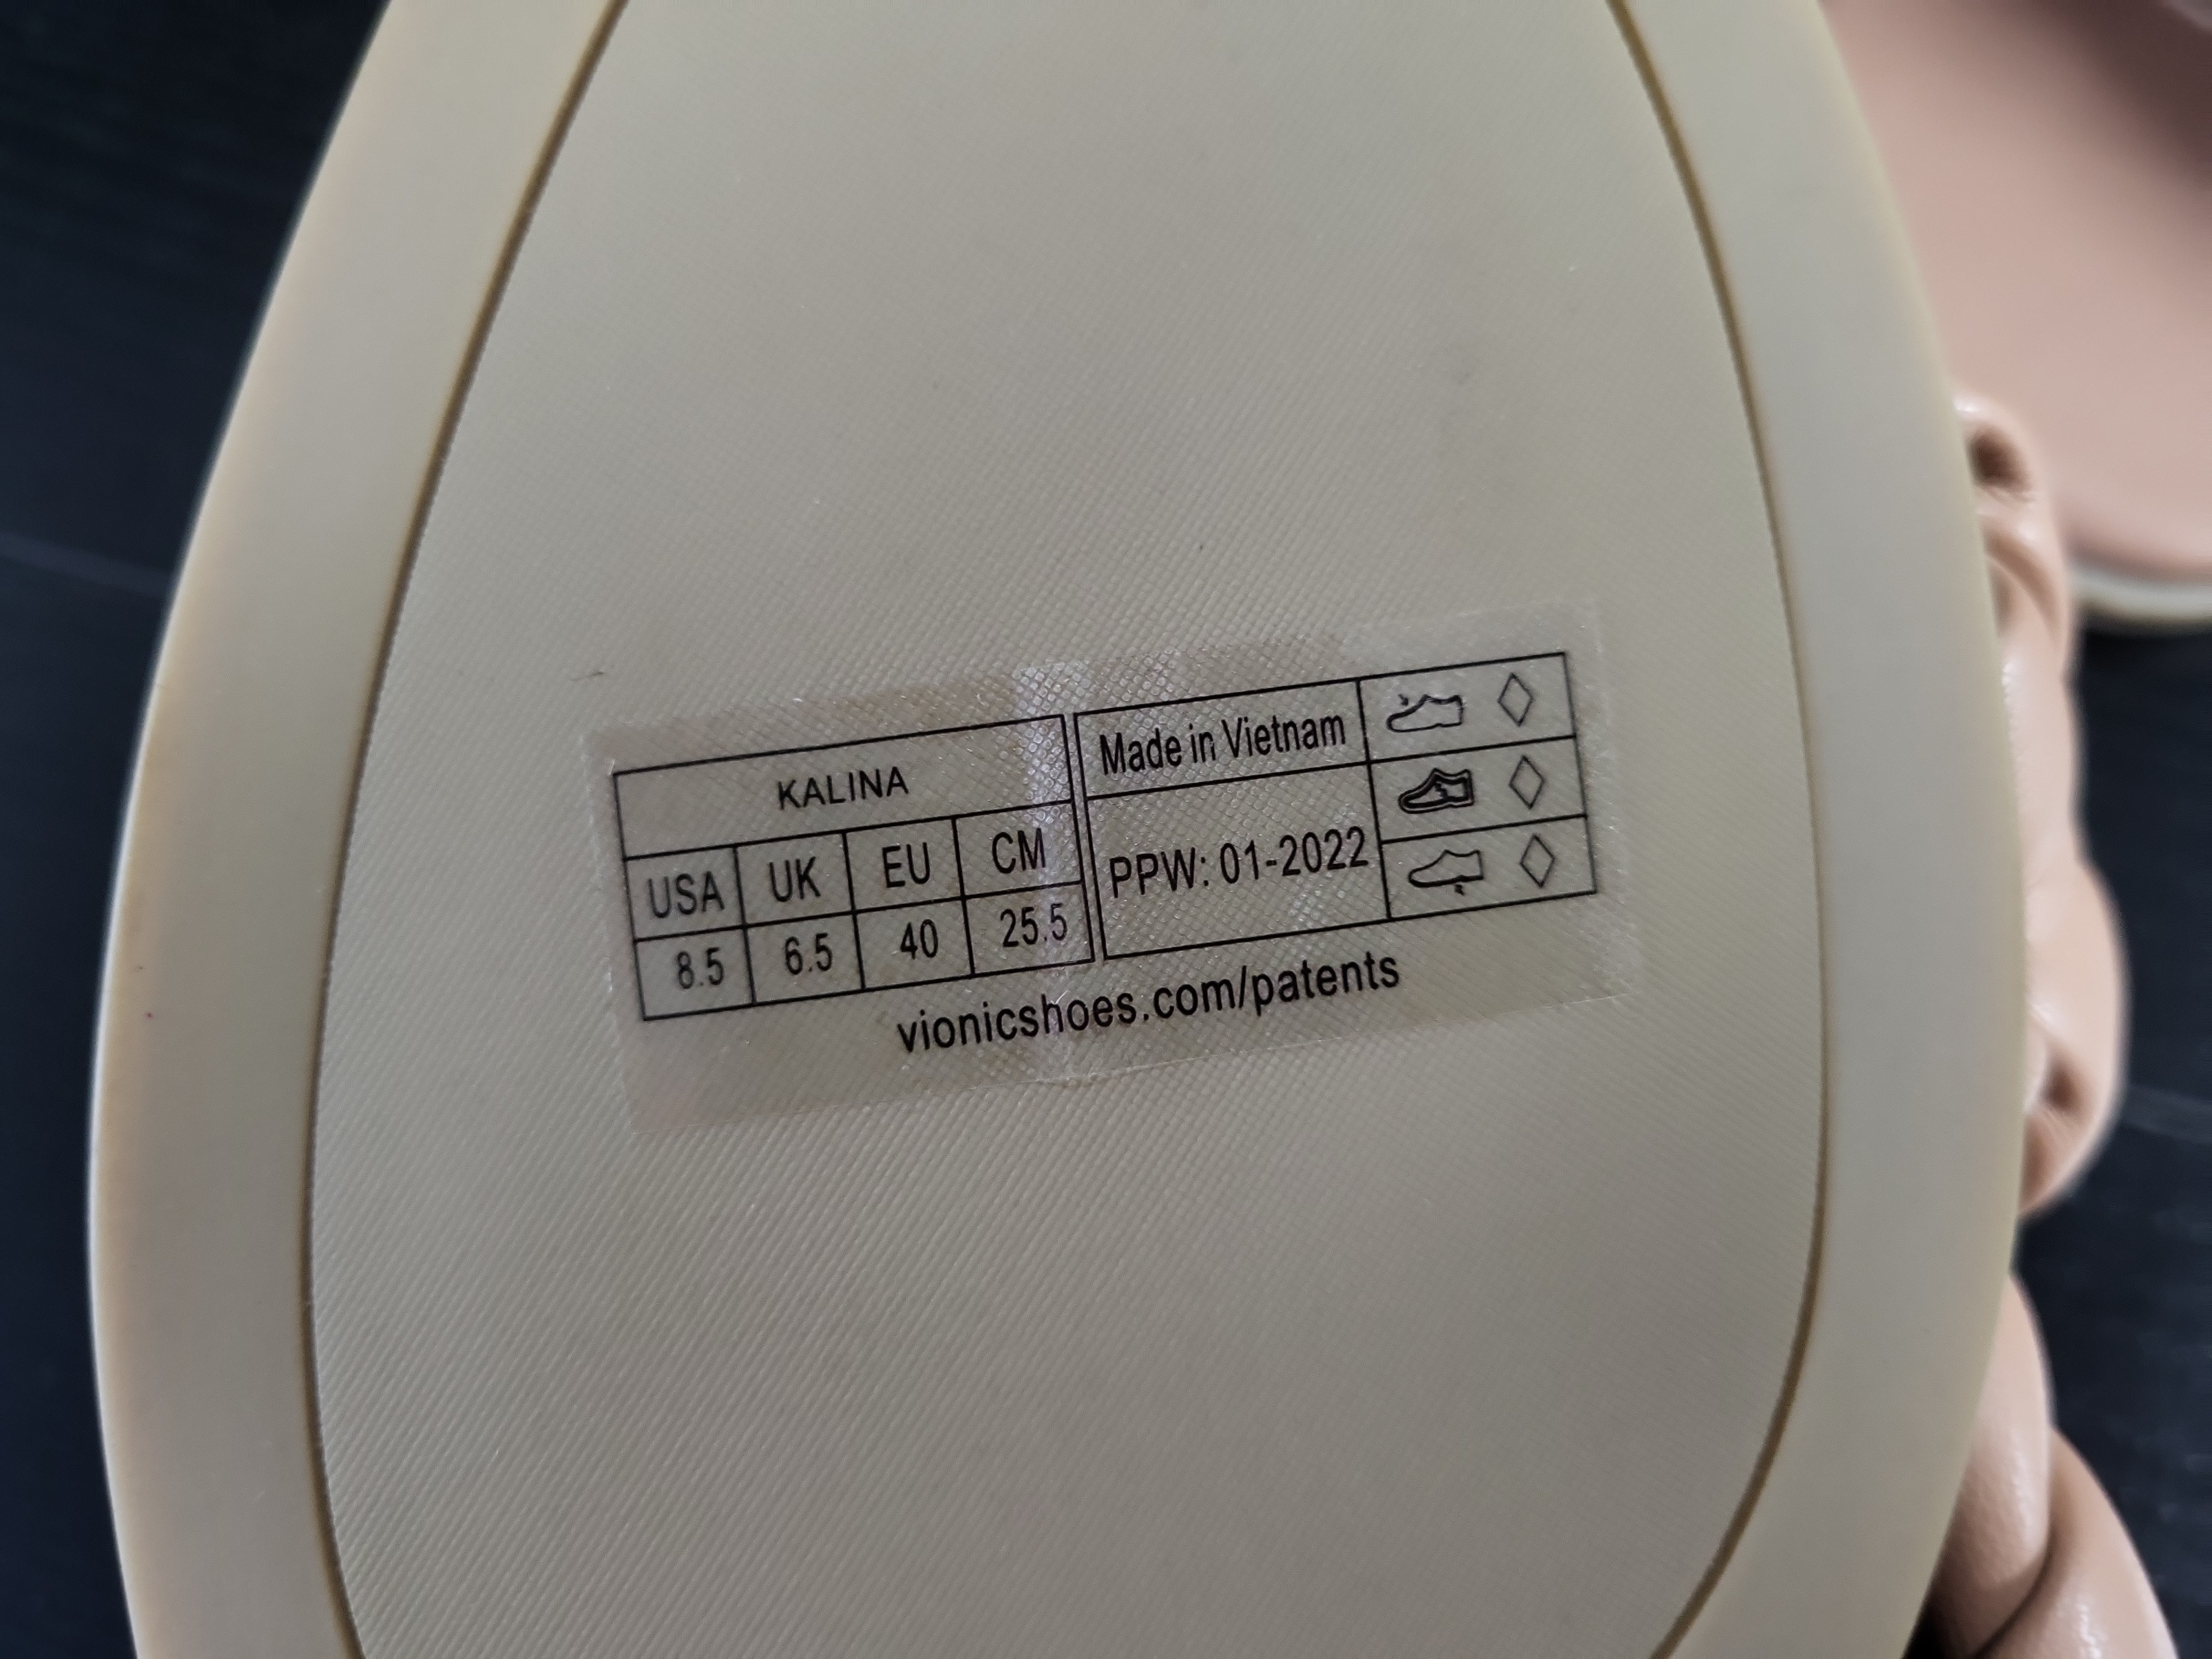 KALINA
USA UK EU CM
8.5 6.5 40 25.5
Made in Vietnam
PPW: 01-2022
vionicshoes.com/patents